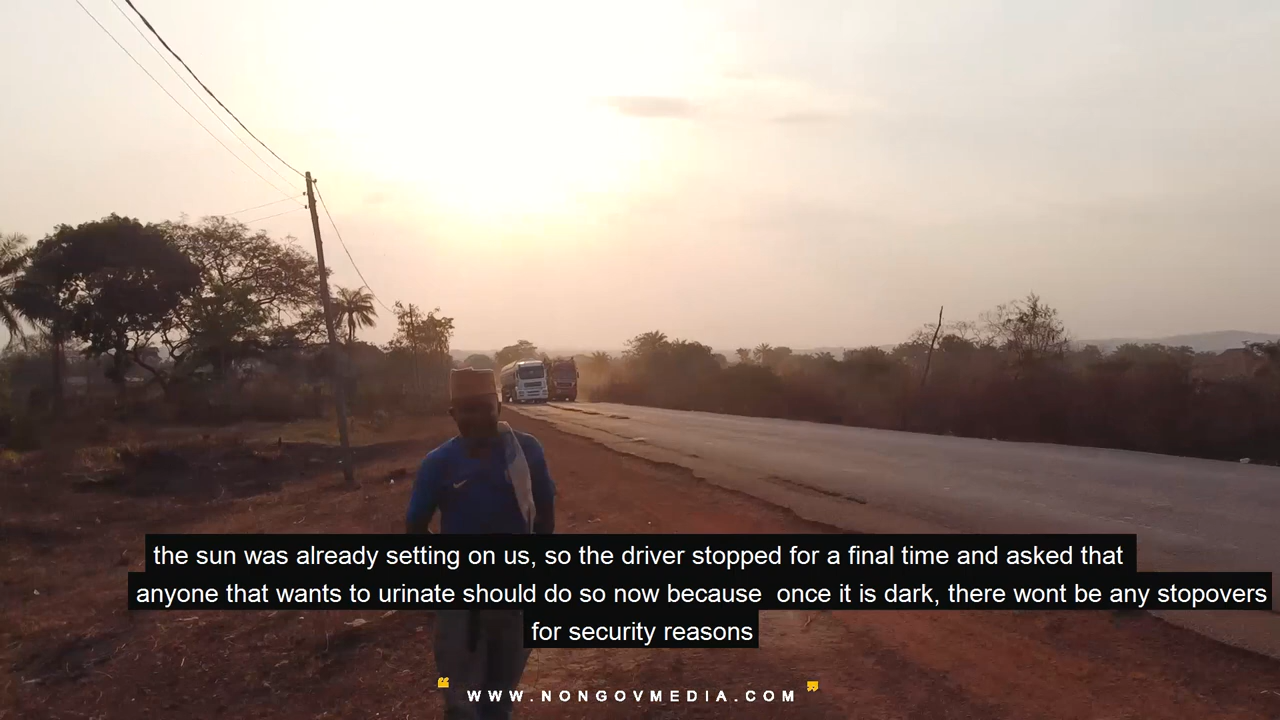 the sun was already setting on us, so the driver stopped for a final time and asked that
anyone that wants to urinate should do so now because  once it is dark, there wont be any stopovers
for security reasons
❝ WWW.NONGOVMEDIA.COM ❞